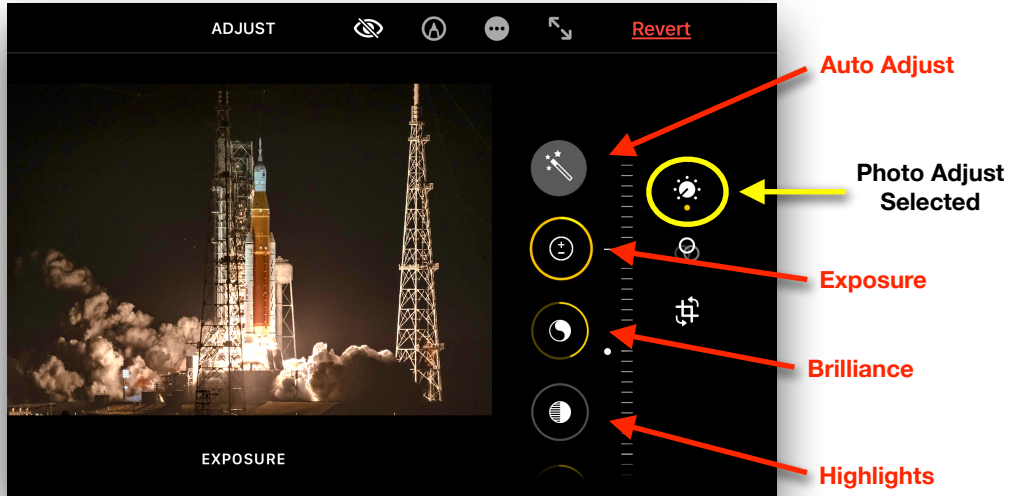 ADJUST
Revert
Auto Adjust
Photo Adjust
Selected
Exposure
Brilliance
Highlights
EXPOSURE